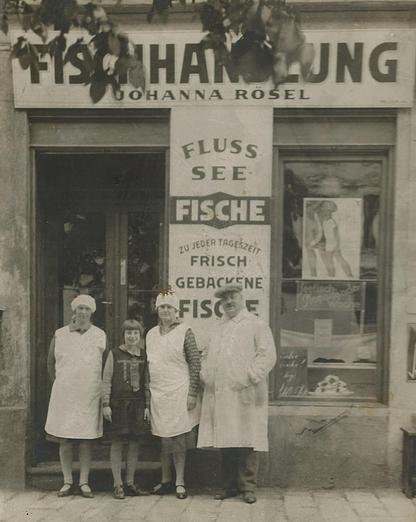 FISCHHANDLUNG
JOHANNA RÖSEL
FLUSS
SEE
FISCHE
ZU JEDER TAGESZEIT
FRISCH
GEBACKENE
FISCHE